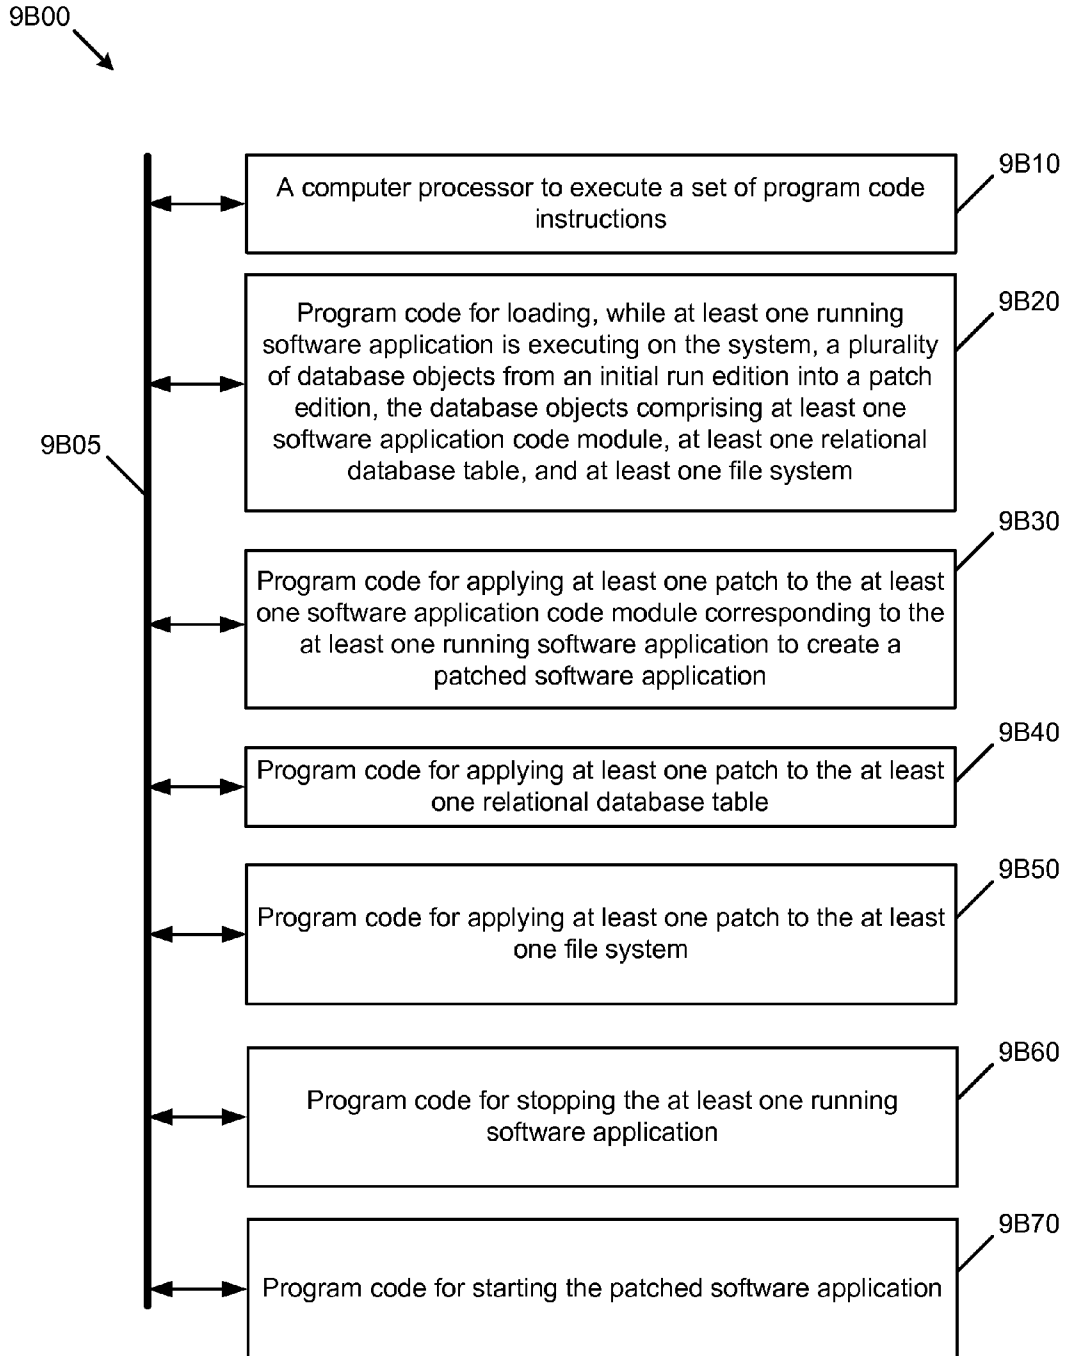 9B00
9B10
A computer processor to execute a set of program code
instructions
9B20
Program code for loading, while at least one running
software application is executing on the system, a plurality
of database objects from an initial run edition into a patch
edition, the database objects comprising at least one
software application code module, at least one relational
database table, and at least one file system
9B05
9B30
Program code for applying at least one patch to the at least
one software application code module corresponding to the
at least one running software application to create a
patched software application
9B40
Program code for applying at least one patch to the at least
one relational database table
9B50
Program code for applying at least one patch to the at least
one file system
9B60
Program code for stopping the at least one running
software application
9B70
Program code for starting the patched software application